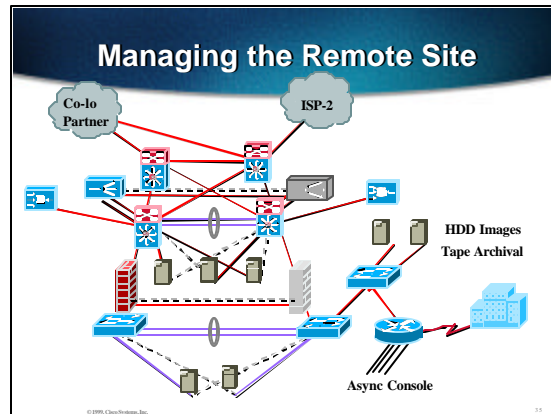 Managing the Remote Site
Co-lo
Partner
ISP-2
HDD Images
Tape Archival
Async Console
© 1999, Cisco Systems, Inc.